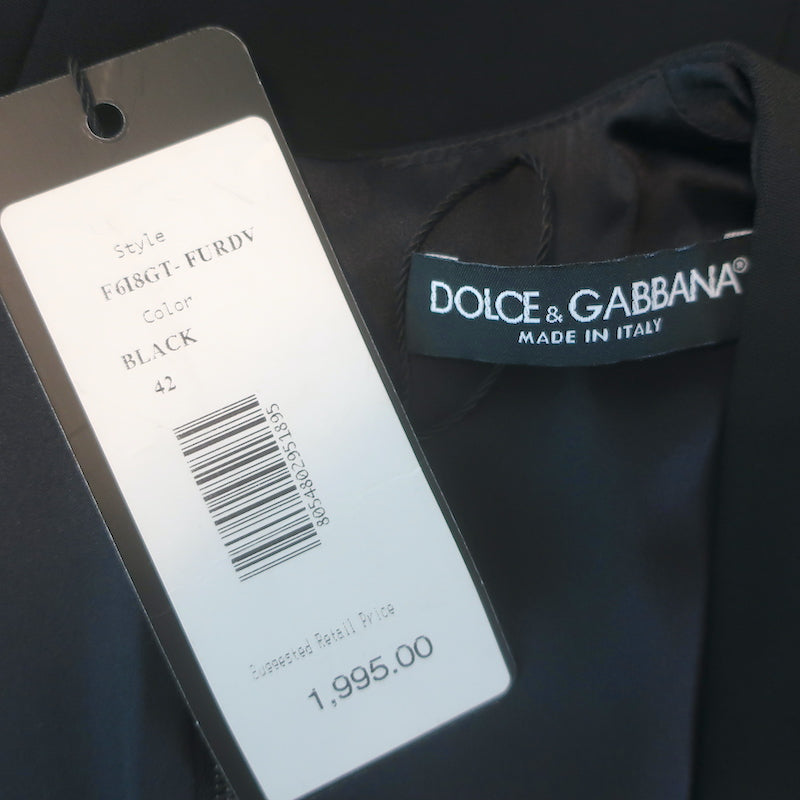 Style
F6I8GT- FURDV
Color
BLACK
42
8054802951895
Suggested Retail Price
1,995.00
DOLCE & GABBANA®
MADE IN ITALY